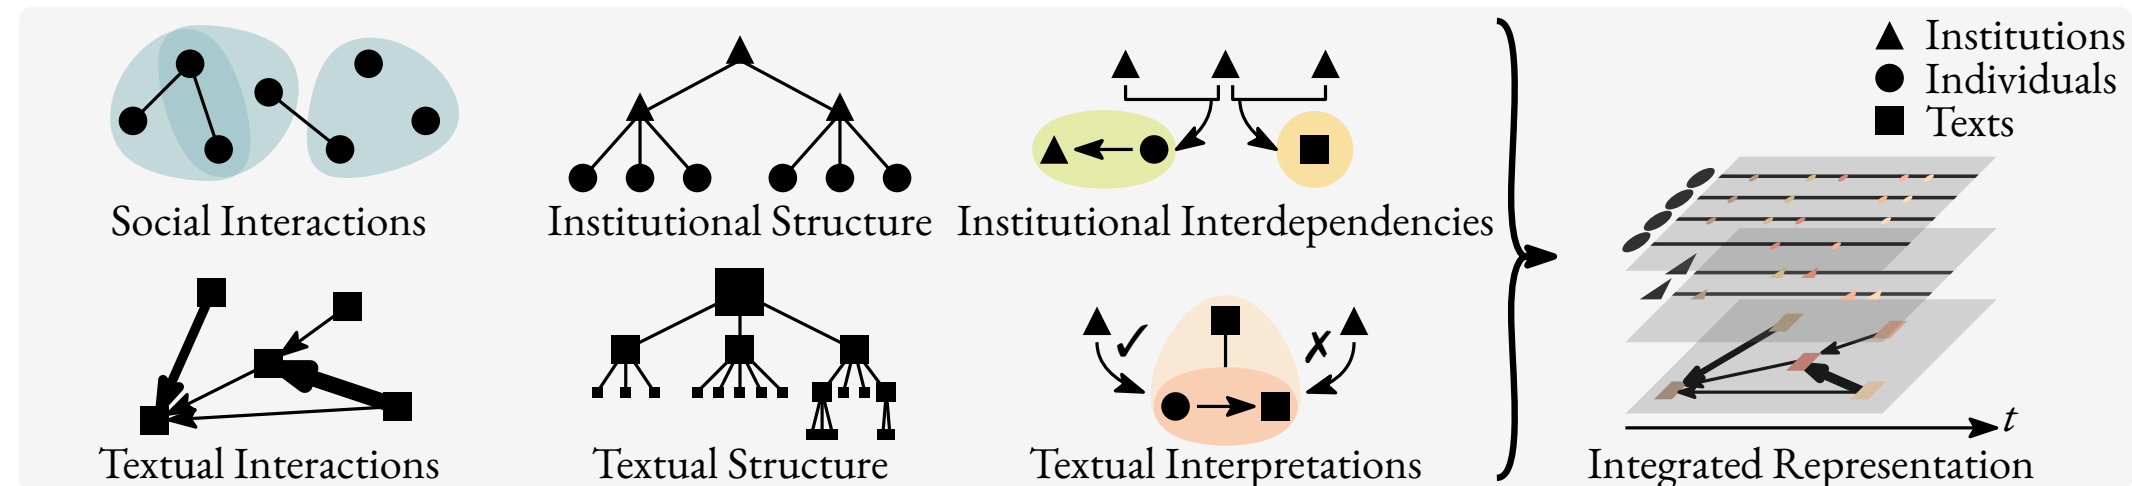 Institutions
Individuals
Texts
Social Interactions
Institutional Structure
Institutional Interdependencies
✓
✗
t
Textual Interactions
Textual Structure
Textual Interpretations
Integrated Representation